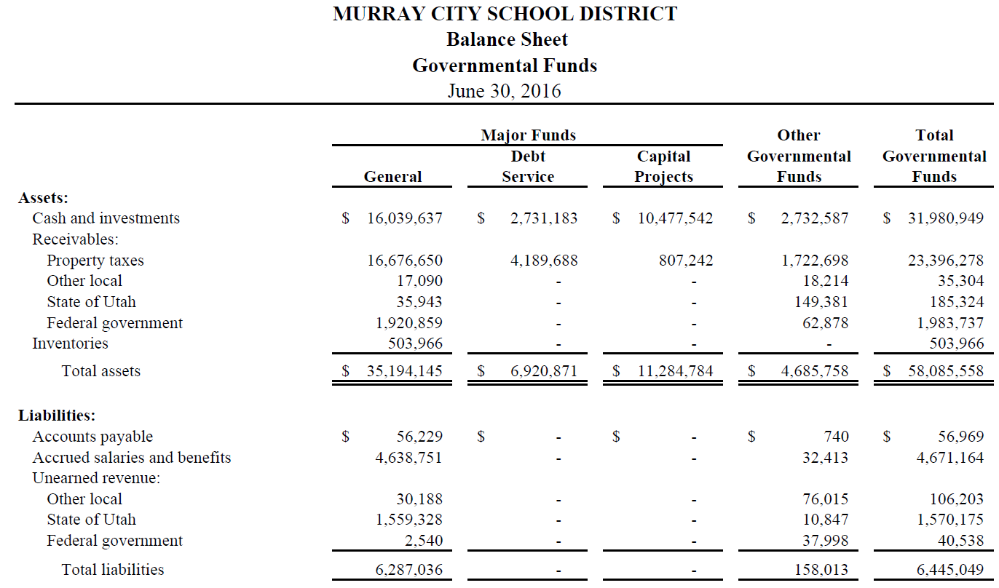 MURRAY CITY SCHOOL DISTRICT
Balance Sheet
Governmental Funds
June 30, 2016
Major Funds Other Total
Debt Capital Governmental Governmental
General Service Projects Funds Funds
Assets:
Cash and investments $ 16,039,637 $ 2,731,183 $ 10,477,542 $ 2,732,587 $ 31,980,949
Receivables:
Property taxes 16,676,650 4,189,688 807,242 1,722,698 23,396,278
Other local 17,090 - - 18,214 35,304
State of Utah 35,943 - - 149,381 185,324
Federal government 1,920,859 - - 62,878 1,983,737
Inventories 503,966 - - - 503,966
Total assets $ 35,194,145 $ 6,920,871 $ 11,284,784 $ 4,685,758 $ 58,085,558
Liabilities:
Accounts payable $ 56,229 $ - $ - $ 740 $ 56,969
Accrued salaries and benefits 4,638,751 - - 32,413 4,671,164
Unearned revenue:
Other local 30,188 - - 76,015 106,203
State of Utah 1,559,328 - - 10,847 1,570,175
Federal government 2,540 - - 37,998 40,538
Total liabilities 6,287,036 - - 158,013 6,445,049